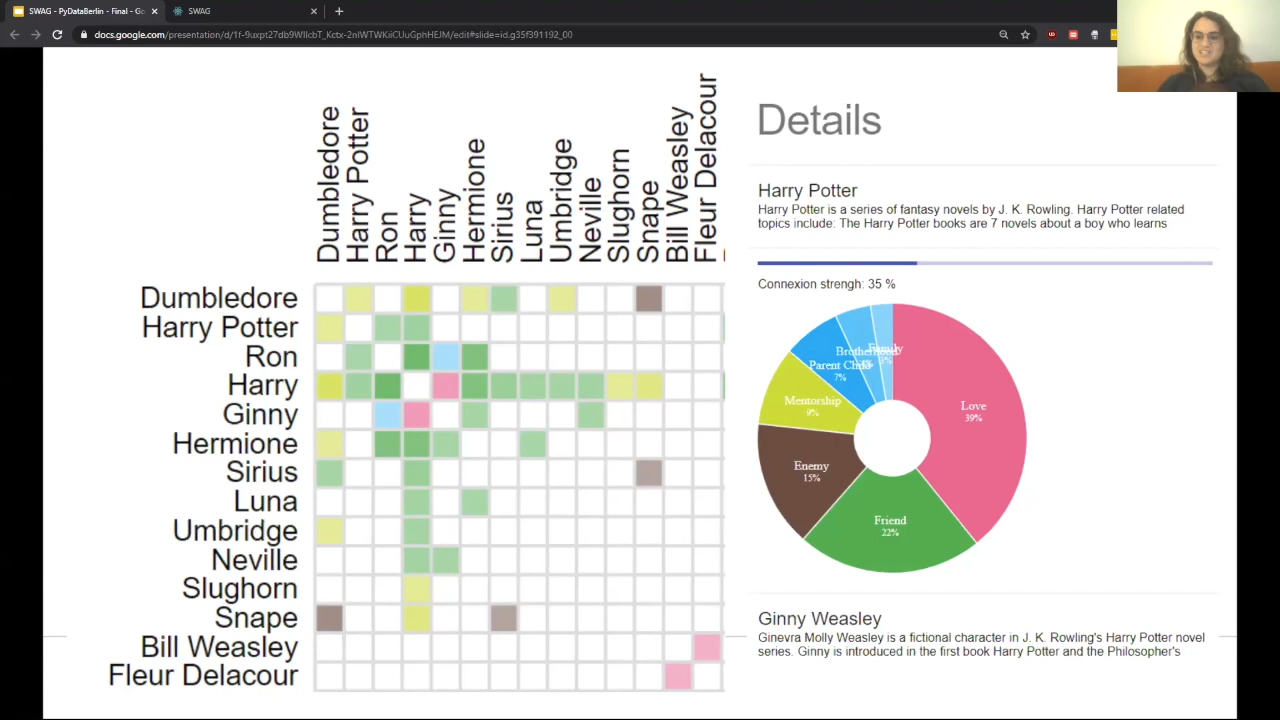 SWAG - PyDataBerlin - Final - Go
SWAG
docs.google.com/presentation/d/1f-9uxpt27db9WIlcbT_Kctx-2nIWTWKiiCUuGphHEJM/edit#slide=id.g35f391192_00
Dumbledore
Harry Potter
Ron
Harry
Ginny
Hermione
Sirius
Luna
Umbridge
Neville
Slughorn
Snape
Bill Weasley
Fleur Delacour
Dumbledore
Harry Potter
Ron
Harry
Ginny
Hermione
Sirius
Luna
Umbridge
Neville
Slughorn
Snape
Bill Weasley
Fleur Delacour
Details
Harry Potter
Harry Potter is a series of fantasy novels by J. K. Rowling. Harry Potter related
topics include: The Harry Potter books are 7 novels about a boy who learns
Connexion strengh: 35 %
Family
Brotherhood
Parent Child
7%
Mentorship
9%
Love
39%
Enemy
15%
Friend
22%
Ginny Weasley
Ginevra Molly Weasley is a fictional character in J. K. Rowling's Harry Potter novel
series. Ginny is introduced in the first book Harry Potter and the Philosopher's